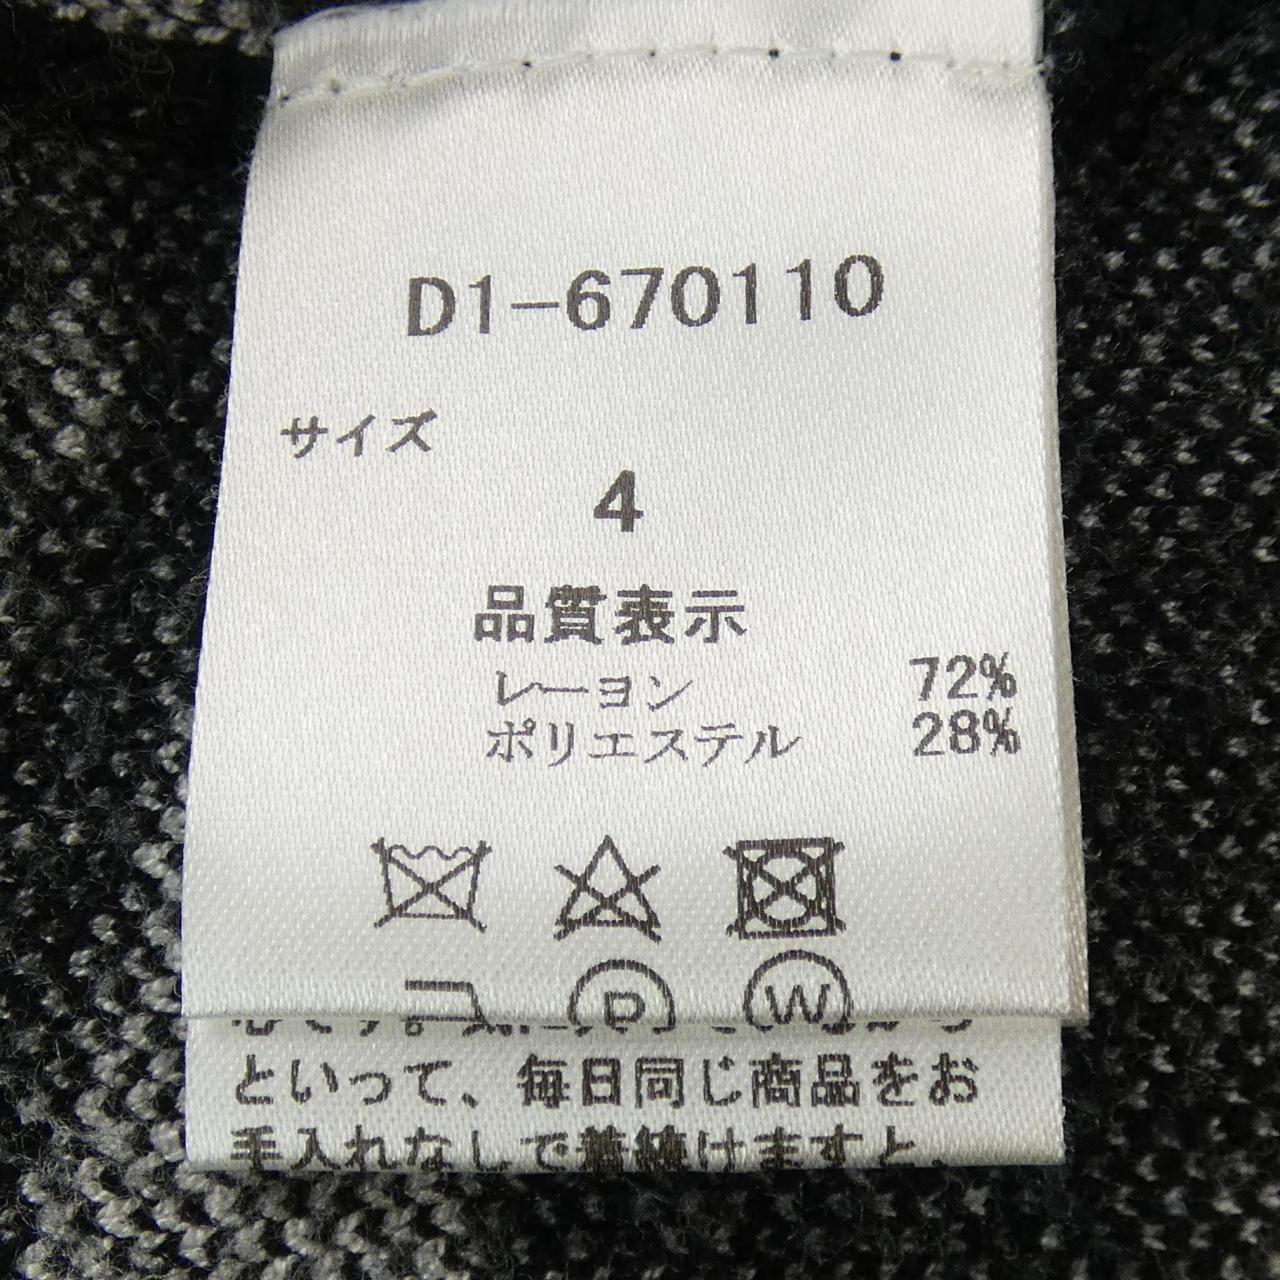 D1-670110
サイズ
4
品質表示
レーヨン 72%
ポリエステル 28%
P W
といって、毎日同じ商品をお
手入れなしで着続けますと、